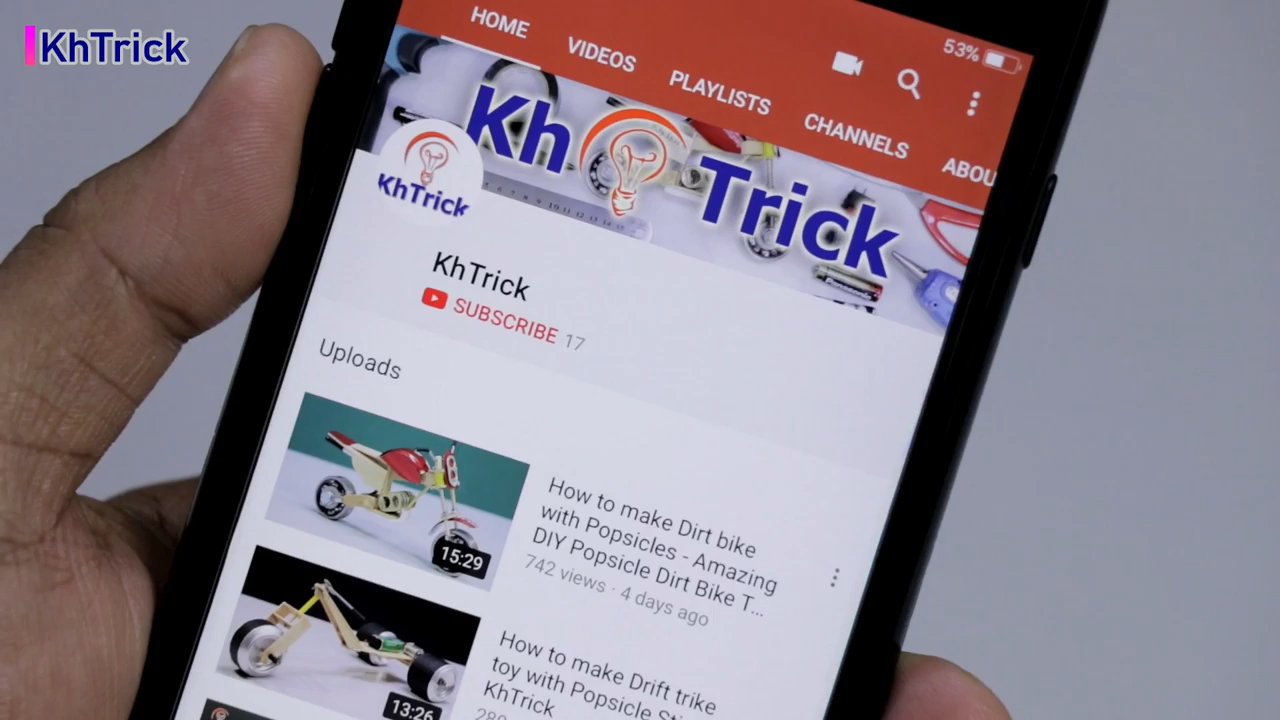 KhTrick
53%
HOME
VIDEOS
PLAYLISTS
CHANNELS
ABOU
Kh Trick
KhTrick
KhTrick
SUBSCRIBE 17
Uploads
15:29
How to make Dirt bike
with Popsicles - Amazing
DIY Popsicle Dirt Bike T...
742 views · 4 days ago
13:26
How to make Drift trike
toy with Popsicle Sti
KhTrick